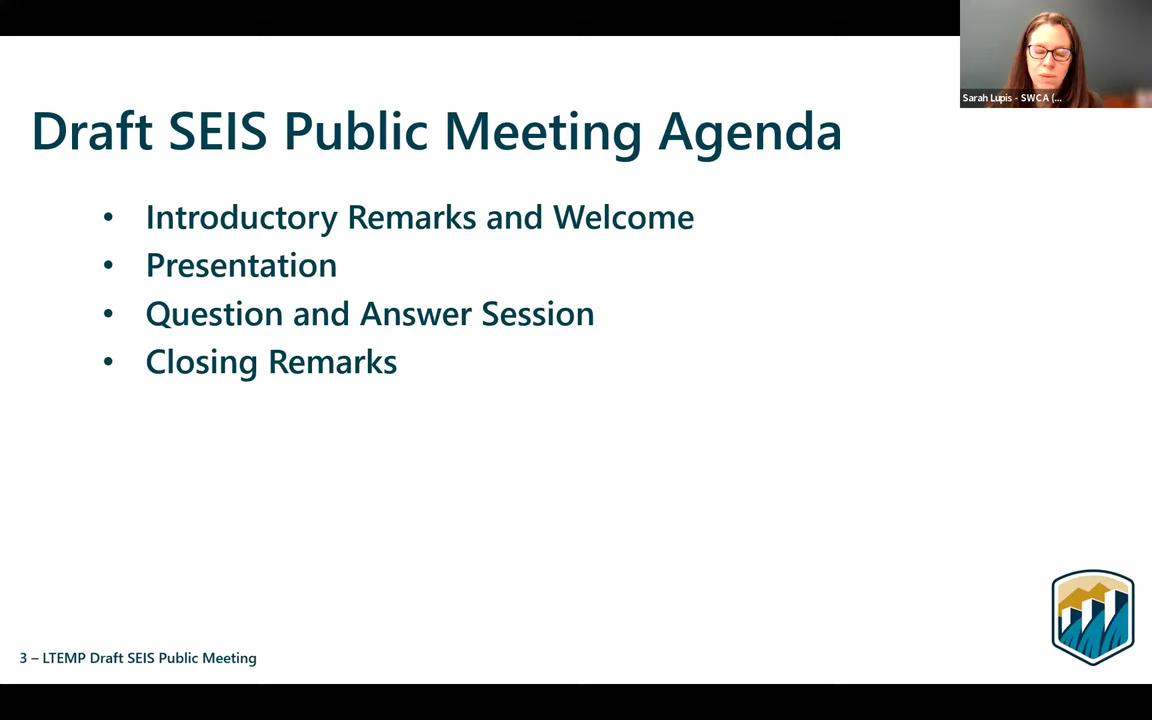 Sarah Lupis - SWCA (...
Draft SEIS Public Meeting Agenda
• Introductory Remarks and Welcome
• Presentation
• Question and Answer Session
• Closing Remarks
3 – LTEMP Draft SEIS Public Meeting